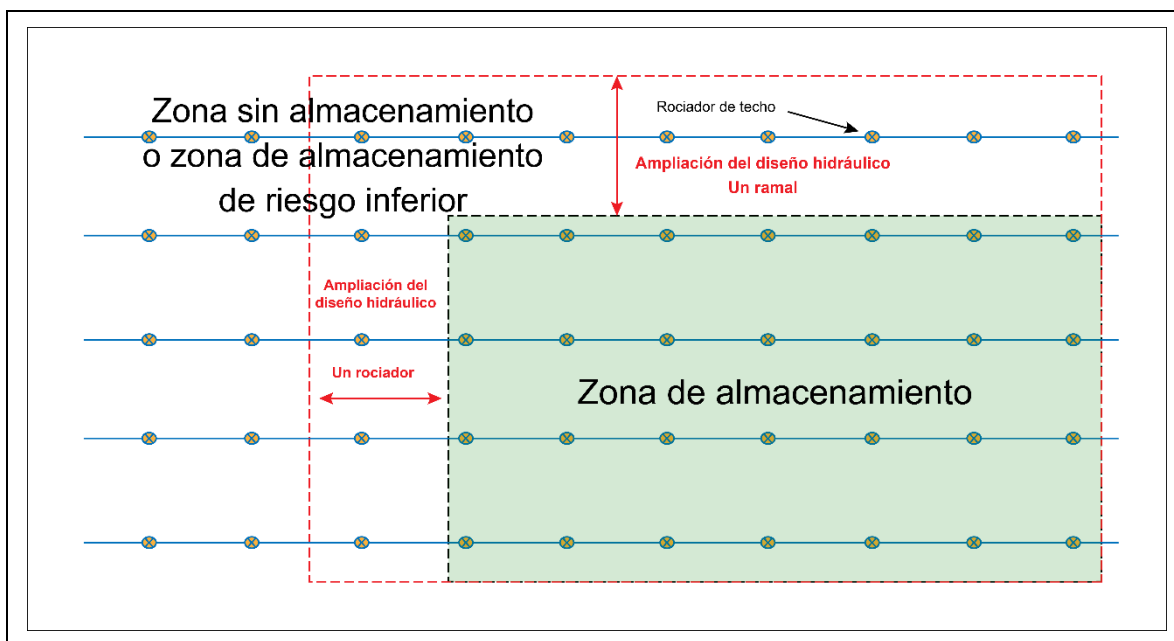 Zona sin almacenamiento
o zona de almacenamiento
de riesgo inferior
Rociador de techo
Ampliación del diseño hidráulico
Un ramal
Ampliación del
diseño hidráulico
Un rociador
Zona de almacenamiento